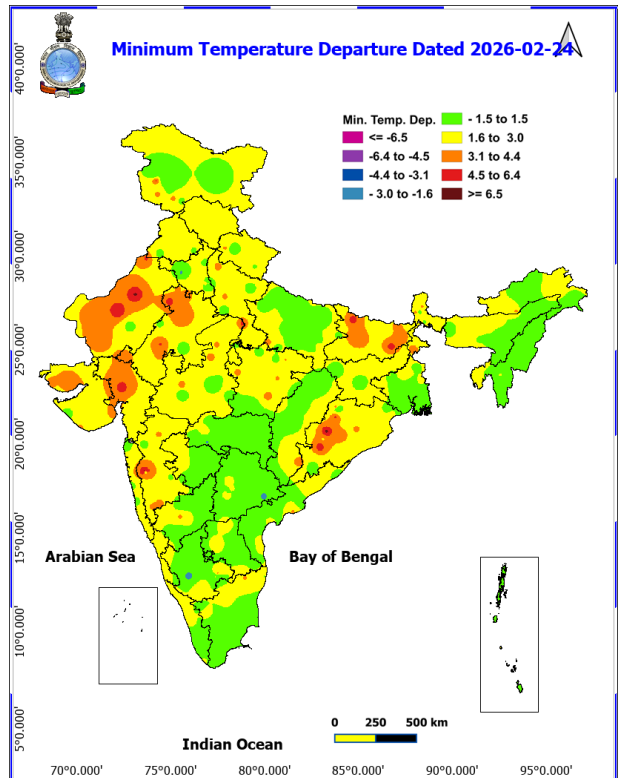 Minimum Temperature Departure Dated 2026-02-24
40°0.000'
35°0.000'
30°0.000'
25°0.000'
20°0.000'
15°0.000'
10°0.000'
5°0.000'
Min. Temp. Dep.
<= -6.5
-6.4 to -4.5
-4.4 to -3.1
- 3.0 to -1.6
- 1.5 to 1.5
1.6 to 3.0
3.1 to 4.4
4.5 to 6.4
>= 6.5
Arabian Sea
Bay of Bengal
Indian Ocean
0 250 500 km
70°0.000' 75°0.000' 80°0.000' 85°0.000' 90°0.000' 95°0.000'